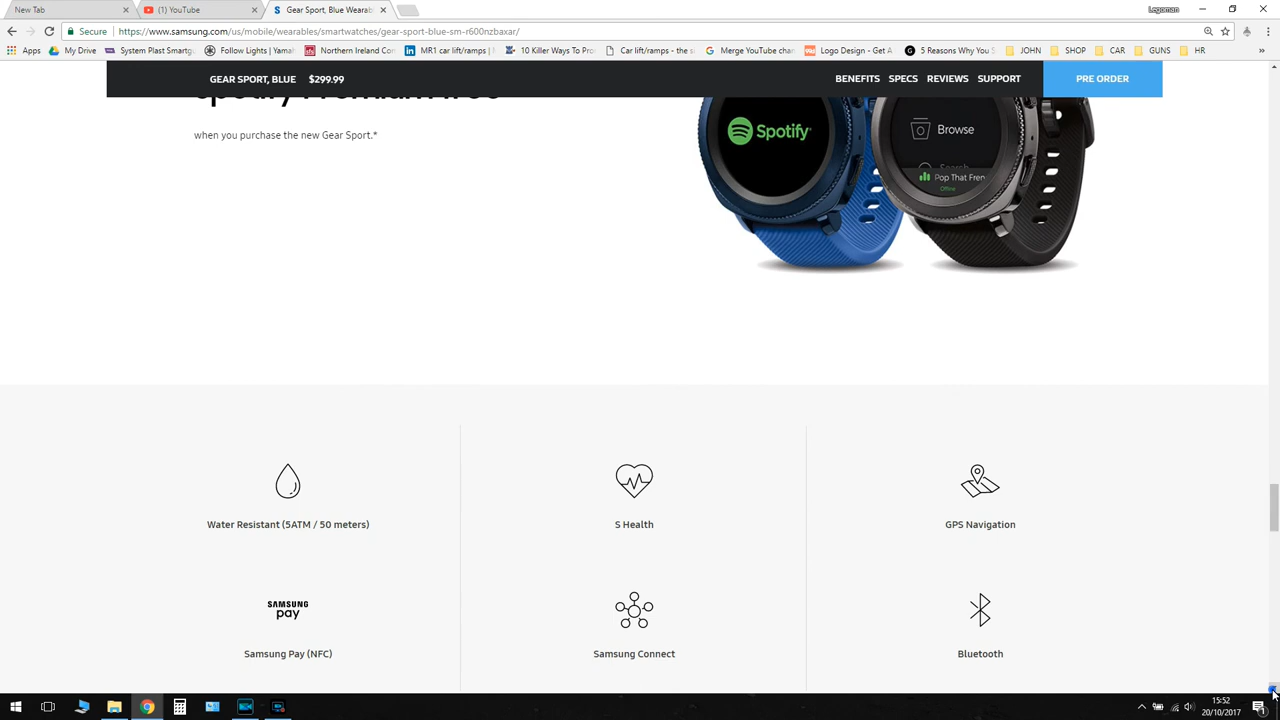 New Tab
(1) YouTube
Gear Sport, Blue Wearab
Legoman
Secure
https://www.samsung.com/us/mobile/wearables/smartwatches/gear-sport-blue-sm-r600nzbaxar/
Apps
My Drive
System Plast Smartg
Follow Lights | Yama
Northern Ireland Con
MR1 car lift/ramps |
10 Killer Ways To Pro
Car lift/ramps - the s
Merge YouTube chan
Logo Design - Get A
5 Reasons Why You S
JOHN
SHOP
CAR
GUNS
HR
GEAR SPORT, BLUE $299.99
BENEFITS SPECS REVIEWS SUPPORT
PRE ORDER
when you purchase the new Gear Sport.*
Spotify
Browse
Search
Pop That Fren
Offline
Water Resistant (5ATM / 50 meters)
S Health
GPS Navigation
SAMSUNG
pay
Samsung Pay (NFC)
Samsung Connect
Bluetooth
15:52
20/10/2017